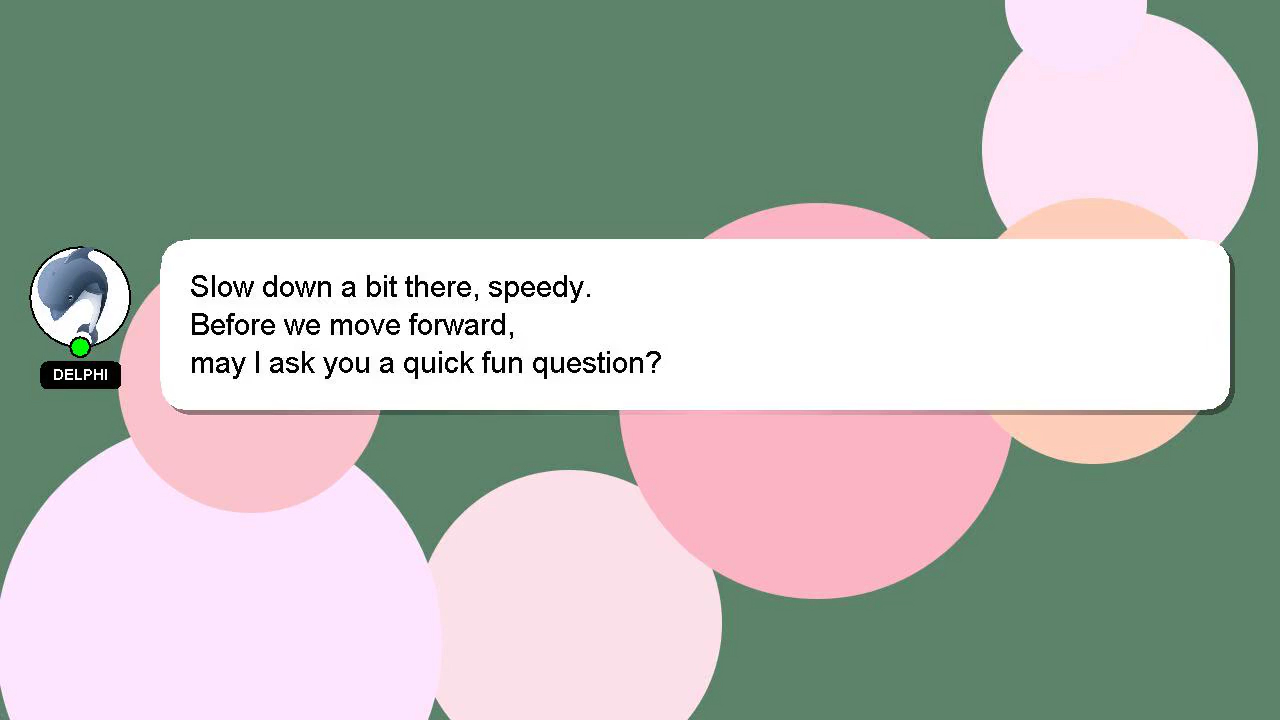 Slow down a bit there, speedy.
Before we move forward,
may I ask you a quick fun question?
DELPHI